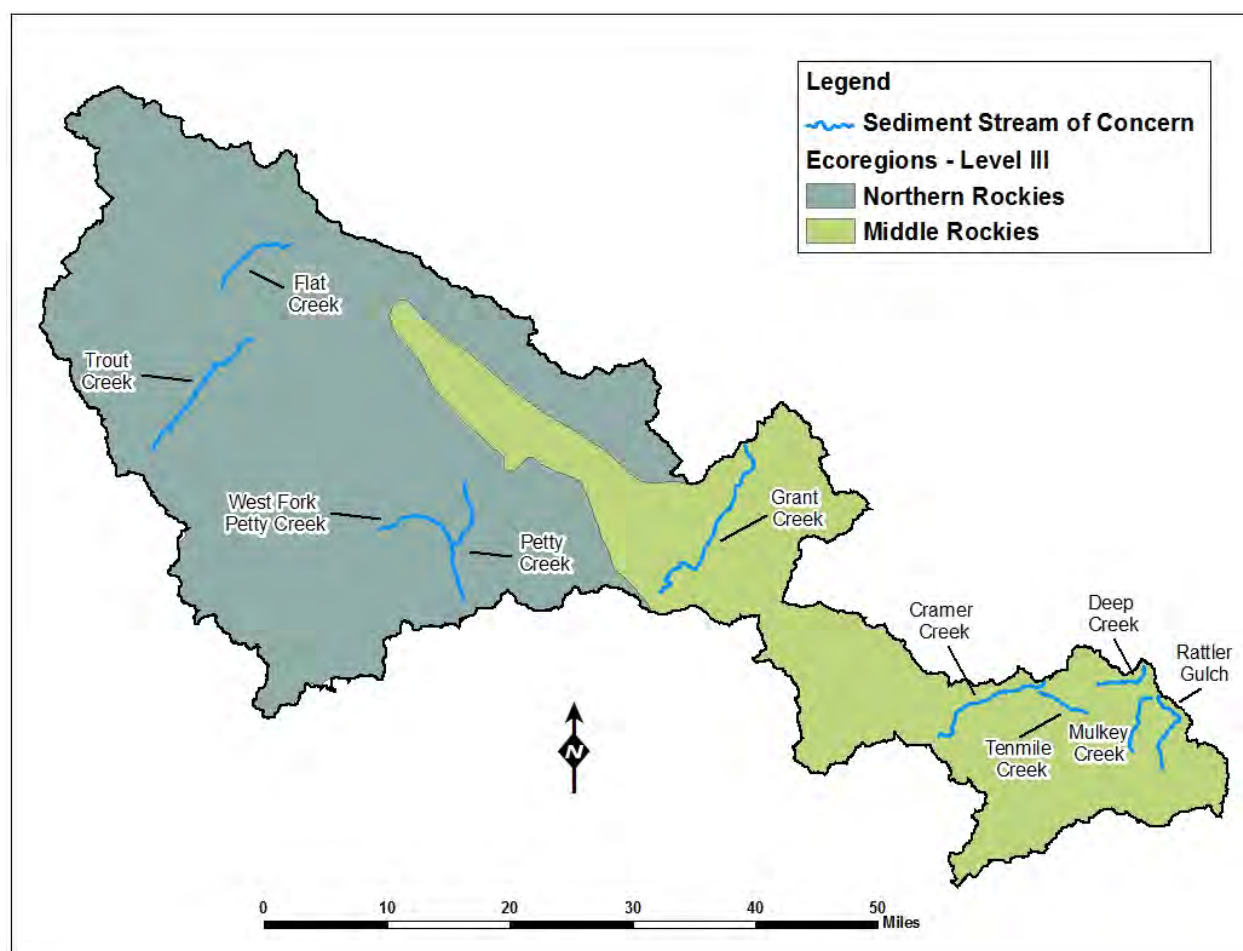 Legend
Sediment Stream of Concern
Ecoregions - Level III
Northern Rockies
Middle Rockies
Flat
Creek
Trout
Creek
West Fork
Petty Creek
Petty
Creek
Grant
Creek
Cramer
Creek
Deep
Creek
Rattler
Gulch
Tenmile
Creek
Mulkey
Creek
N
0 10 20 30 40 50
Miles